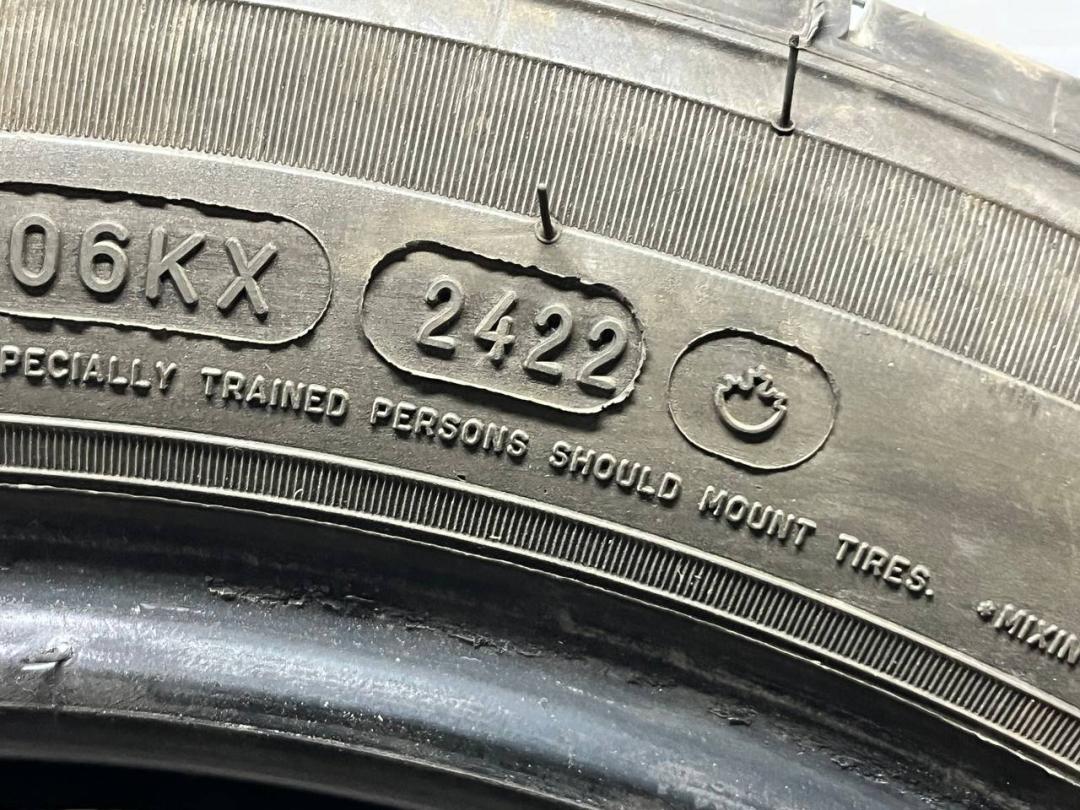 06KX 2422
PECIALLY TRAINED PERSONS SHOULD MOUNT TIRES. •MIXIN